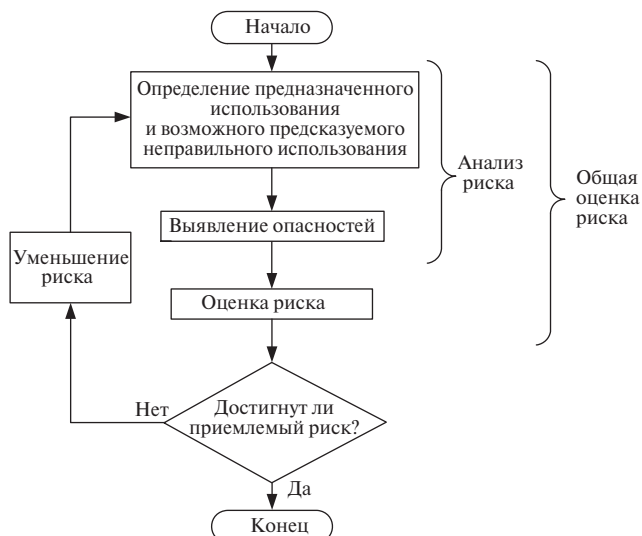 Начало
Определение предназначенного
использования
и возможного предсказуемого
неправильного использования
Анализ
риска
Общая
оценка
риска
Выявление опасностей
Уменьшение
риска
Оценка риска
Нет
Достигнут ли
приемлемый риск?
Да
Конец